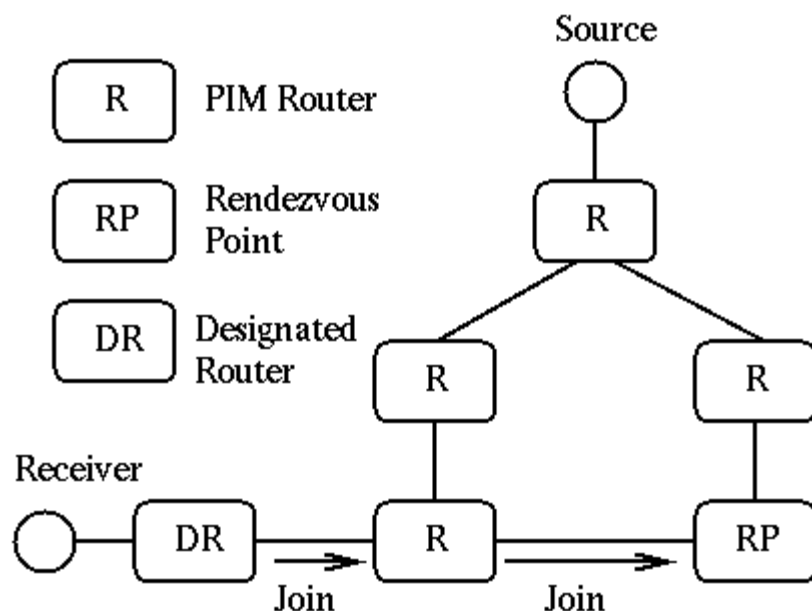 Source
R
PIM Router
R
RP
Rendezvous
Point
DR
Designated
Router
R
R
Receiver
DR
R
RP
Join
Join